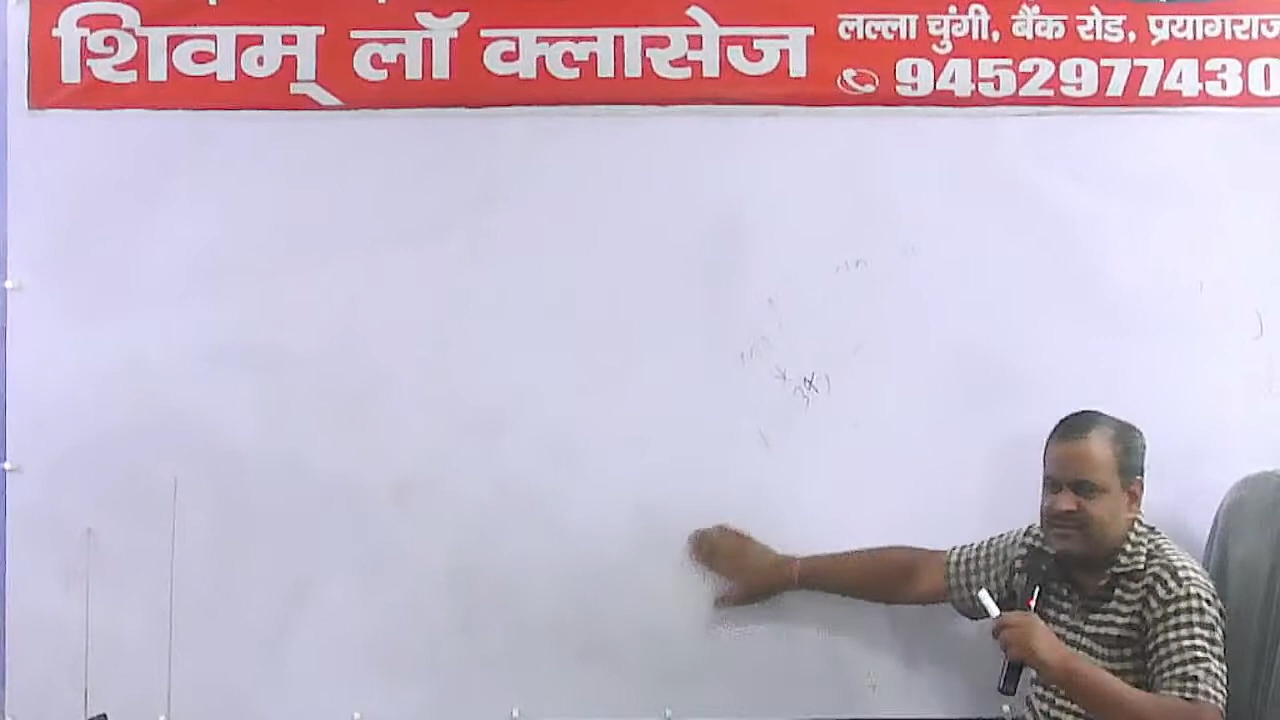 शिवम् लॉ क्लासेज
लल्ला चुंगी, बैंक रोड, प्रयागराज
9452977430